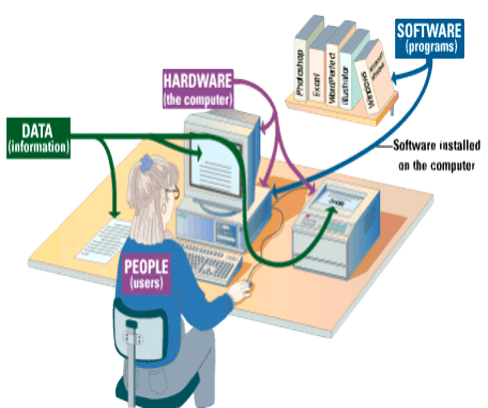 SOFTWARE
(programs)
HARDWARE
(the computer)
Photoshop
Excel
WordPerfect
Illustrator
Windows
DATA
(information)
Software installed
on the computer
PEOPLE
(users)